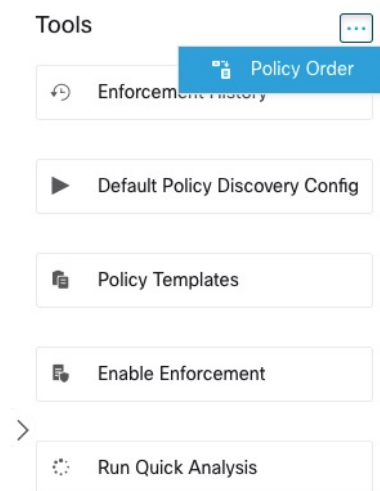 Tools
...
Policy Order
Enforcement History
Default Policy Discovery Config
Policy Templates
Enable Enforcement
Run Quick Analysis